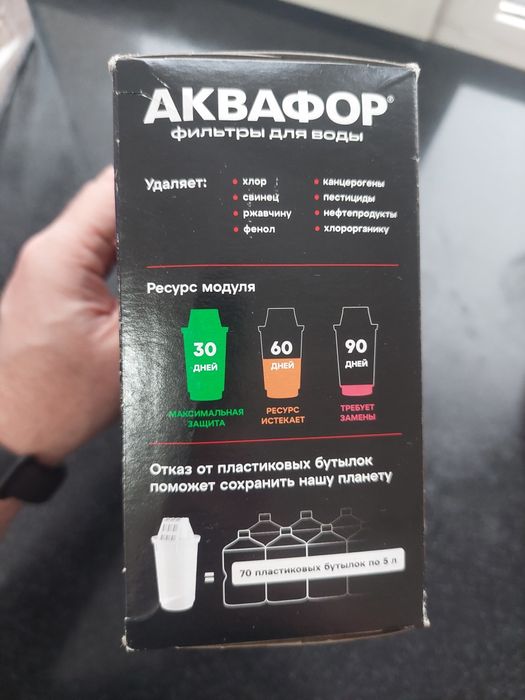 АКВАФОР®
фильтры для воды
Удаляет:
• хлор
• свинец
• ржавчину
• фенол
• канцерогены
• пестициды
• нефтепродукты
• хлорорганику
Ресурс модуля
30
ДНЕЙ
60
ДНЕЙ
90
ДНЕЙ
МАКСИМАЛЬНАЯ
ЗАЩИТА
РЕСУРС
ИСТЕКАЕТ
ТРЕБУЕТ
ЗАМЕНЫ
Отказ от пластиковых бутылок
поможет сохранить нашу планету
=
70 пластиковых бутылок по 5 л